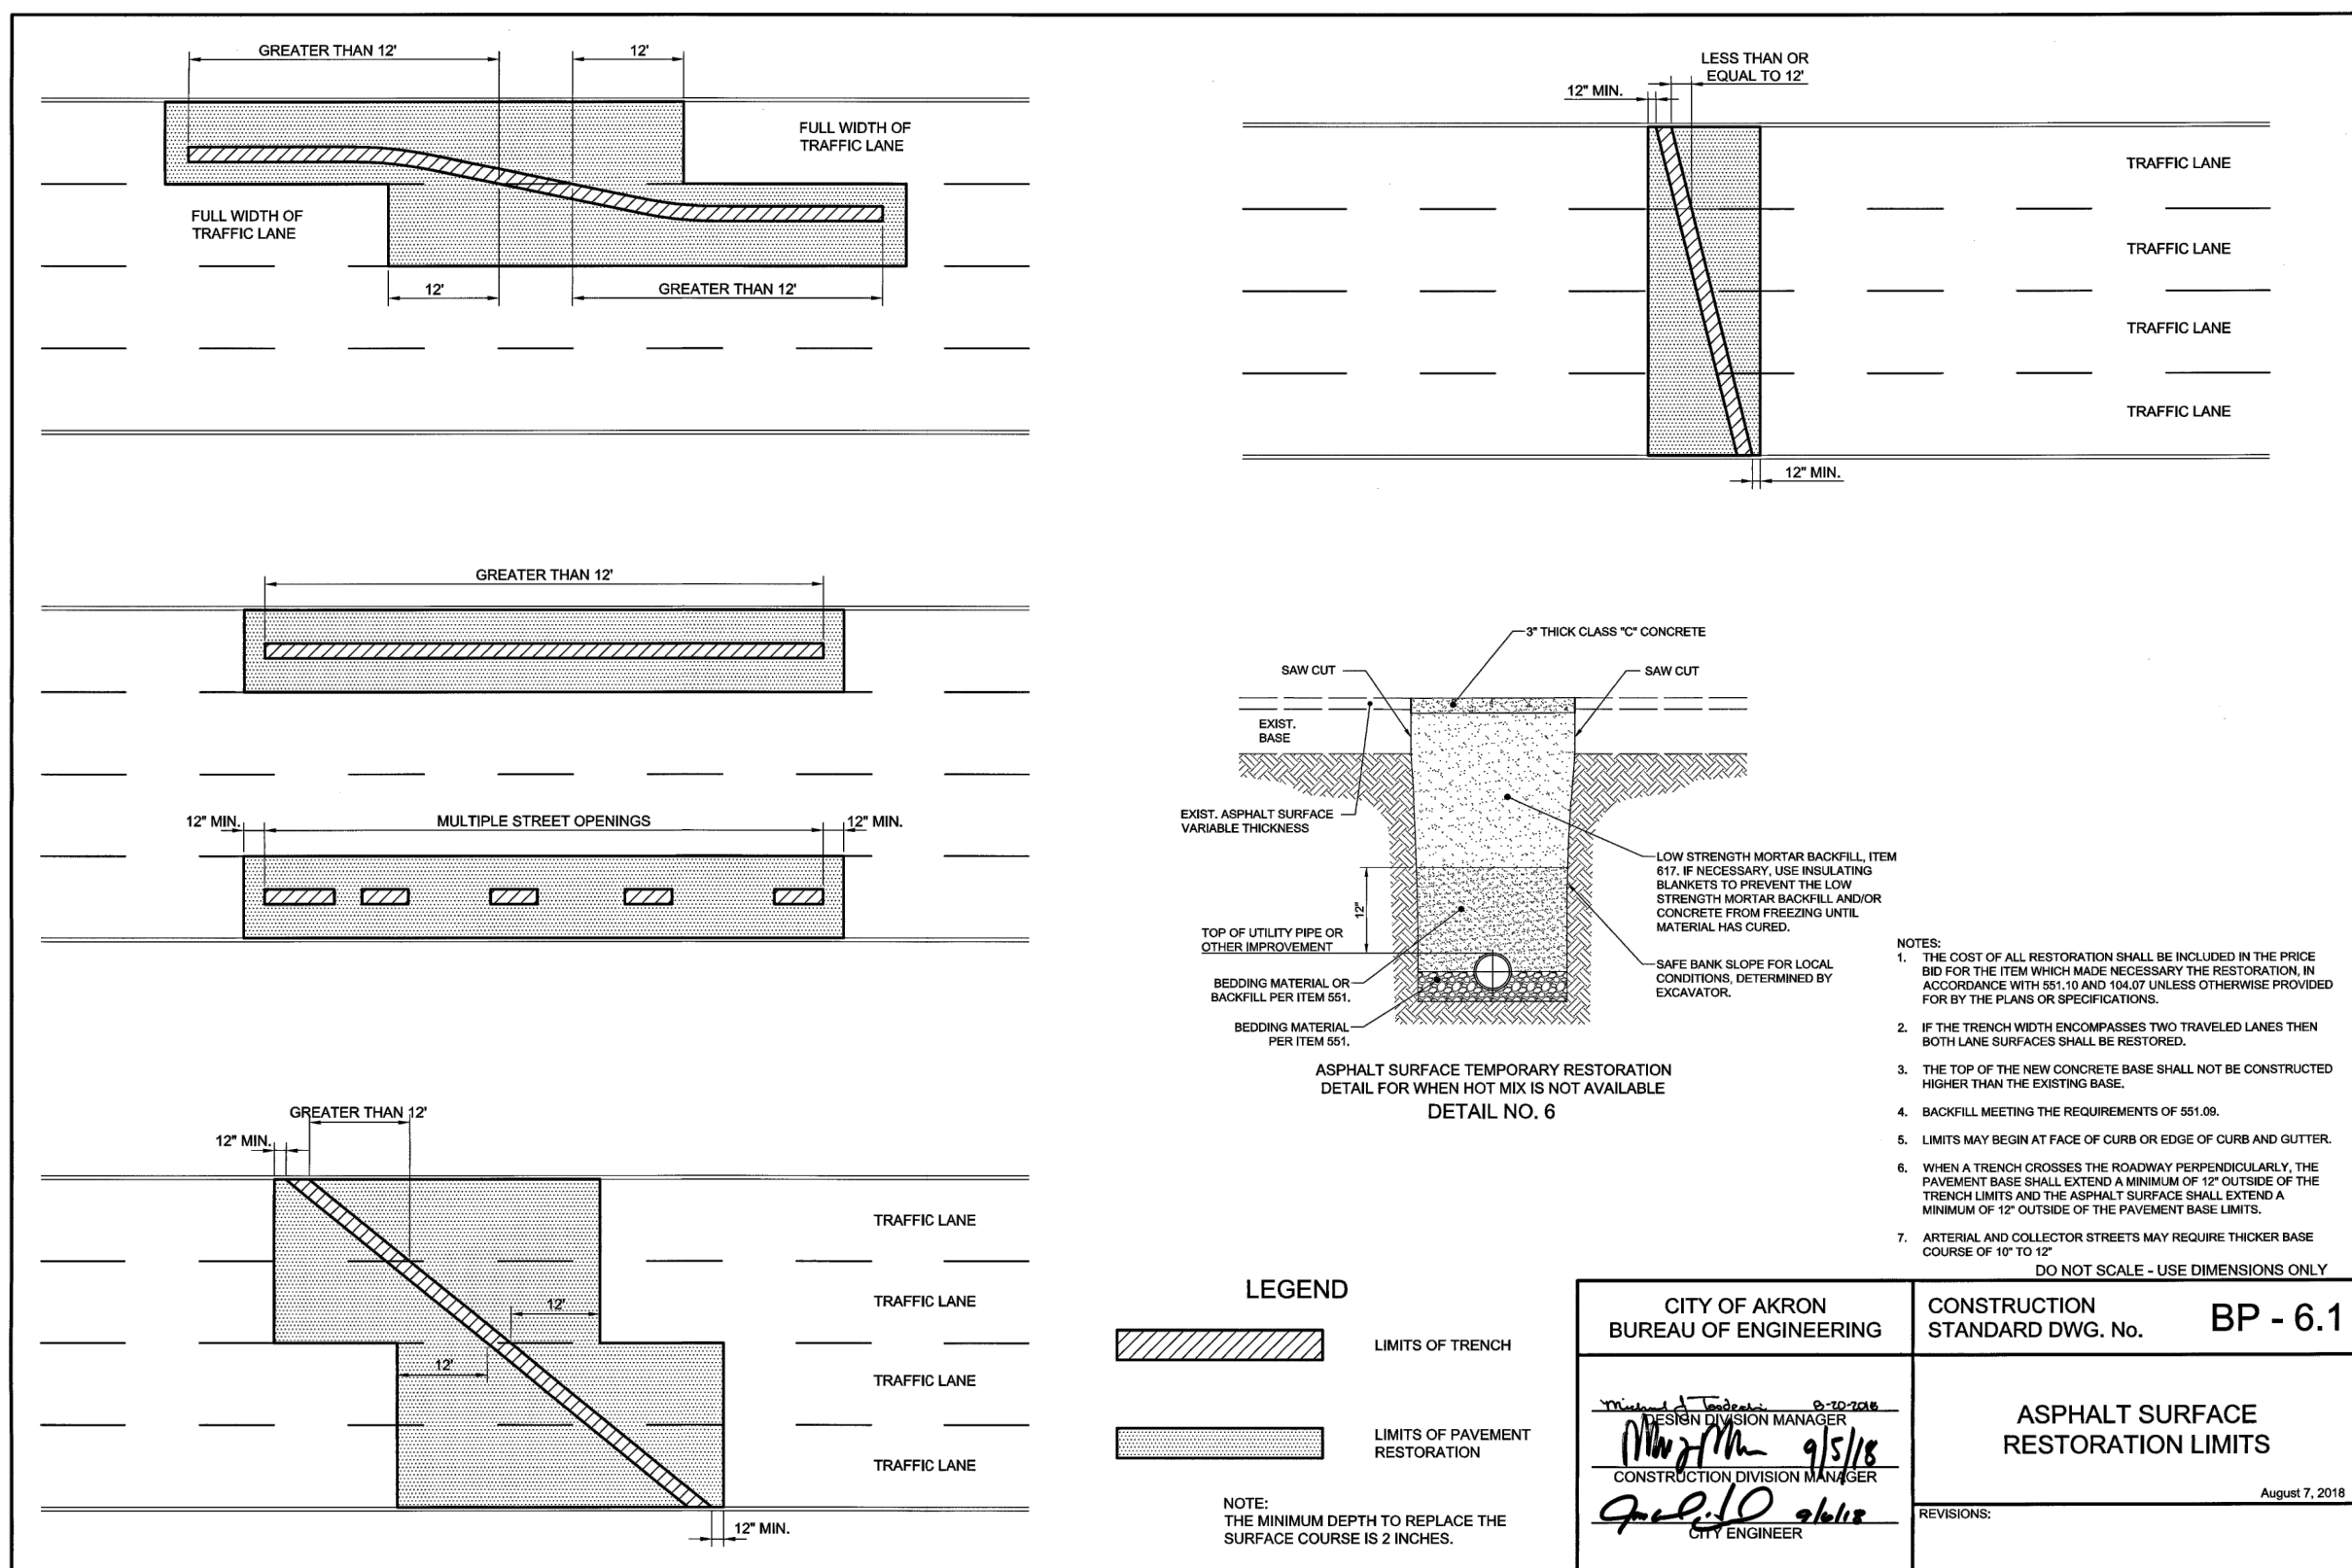 GREATER THAN 12'
12'
FULL WIDTH OF
TRAFFIC LANE
FULL WIDTH OF
TRAFFIC LANE
12'
GREATER THAN 12'
LESS THAN OR
EQUAL TO 12'
12" MIN.
TRAFFIC LANE
TRAFFIC LANE
TRAFFIC LANE
TRAFFIC LANE
12" MIN.
GREATER THAN 12'
12" MIN.
MULTIPLE STREET OPENINGS
12" MIN.
GREATER THAN 12'
12" MIN.
TRAFFIC LANE
TRAFFIC LANE
12'
12'
TRAFFIC LANE
TRAFFIC LANE
12" MIN.
3" THICK CLASS "C" CONCRETE
SAW CUT
SAW CUT
EXIST.
BASE
EXIST. ASPHALT SURFACE
VARIABLE THICKNESS
LOW STRENGTH MORTAR BACKFILL, ITEM
617. IF NECESSARY, USE INSULATING
BLANKETS TO PREVENT THE LOW
STRENGTH MORTAR BACKFILL AND/OR
CONCRETE FROM FREEZING UNTIL
MATERIAL HAS CURED.
12"
TOP OF UTILITY PIPE OR
OTHER IMPROVEMENT
SAFE BANK SLOPE FOR LOCAL
CONDITIONS, DETERMINED BY
EXCAVATOR.
BEDDING MATERIAL OR
BACKFILL PER ITEM 551.
BEDDING MATERIAL
PER ITEM 551.
ASPHALT SURFACE TEMPORARY RESTORATION
DETAIL FOR WHEN HOT MIX IS NOT AVAILABLE
DETAIL NO. 6
NOTES:
1. THE COST OF ALL RESTORATION SHALL BE INCLUDED IN THE PRICE
BID FOR THE ITEM WHICH MADE NECESSARY THE RESTORATION, IN
ACCORDANCE WITH 551.10 AND 104.07 UNLESS OTHERWISE PROVIDED
FOR BY THE PLANS OR SPECIFICATIONS.
2. IF THE TRENCH WIDTH ENCOMPASSES TWO TRAVELED LANES THEN
BOTH LANE SURFACES SHALL BE RESTORED.
3. THE TOP OF THE NEW CONCRETE BASE SHALL NOT BE CONSTRUCTED
HIGHER THAN THE EXISTING BASE.
4. BACKFILL MEETING THE REQUIREMENTS OF 551.09.
5. LIMITS MAY BEGIN AT FACE OF CURB OR EDGE OF CURB AND GUTTER.
6. WHEN A TRENCH CROSSES THE ROADWAY PERPENDICULARLY, THE
PAVEMENT BASE SHALL EXTEND A MINIMUM OF 12" OUTSIDE OF THE
TRENCH LIMITS AND THE ASPHALT SURFACE SHALL EXTEND A
MINIMUM OF 12" OUTSIDE OF THE PAVEMENT BASE LIMITS.
7. ARTERIAL AND COLLECTOR STREETS MAY REQUIRE THICKER BASE
COURSE OF 10" TO 12"
DO NOT SCALE - USE DIMENSIONS ONLY
LEGEND
LIMITS OF TRENCH
LIMITS OF PAVEMENT
RESTORATION
NOTE:
THE MINIMUM DEPTH TO REPLACE THE
SURFACE COURSE IS 2 INCHES.
CITY OF AKRON
BUREAU OF ENGINEERING
CONSTRUCTION
STANDARD DWG. No.
BP - 6.1
8-20-2018
DESIGN DIVISION MANAGER
9/5/18
CONSTRUCTION DIVISION MANAGER
9/6/18
CITY ENGINEER
ASPHALT SURFACE
RESTORATION LIMITS
August 7, 2018
REVISIONS: